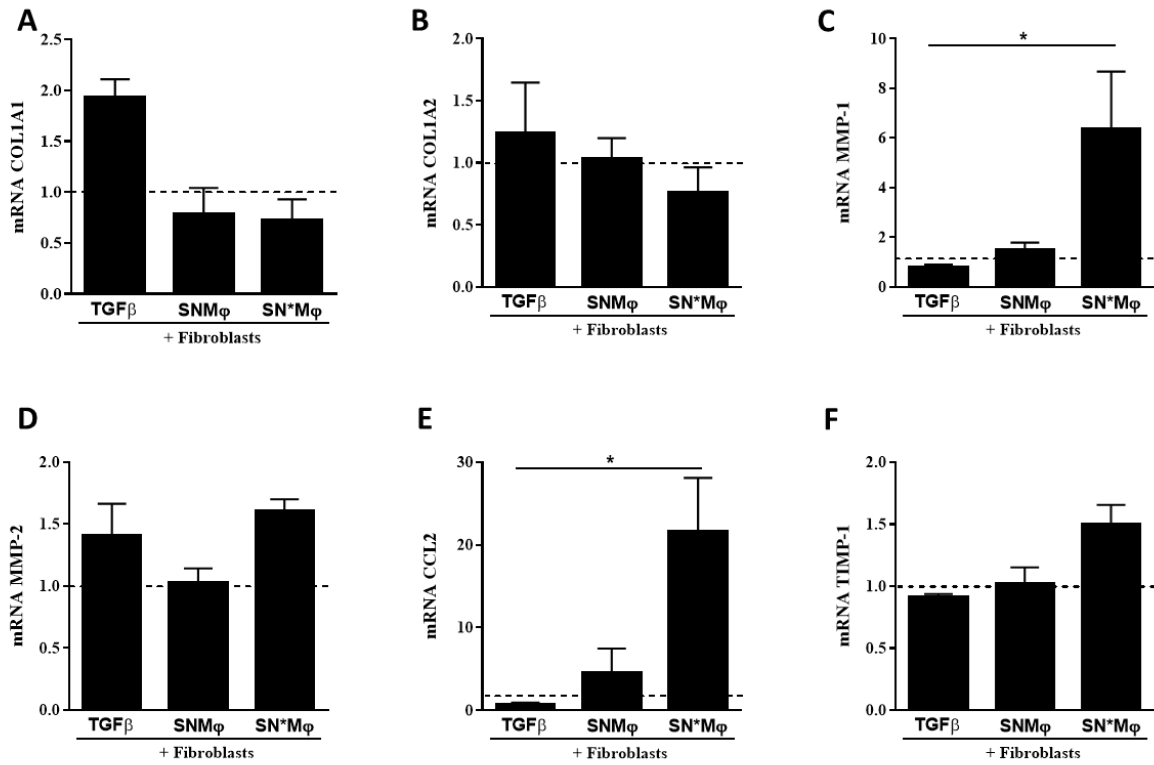 A
mRNA COL1A1
2.5
2.0
1.5
1.0
0.5
0.0
TGFβ SNMφ SN*Mφ
+ Fibroblasts
B
mRNA COL1A2
2.0
1.5
1.0
0.5
0.0
TGFβ SNMφ SN*Mφ
+ Fibroblasts
C
mRNA MMP-1
10
8
6
4
2
0
*
TGFβ SNMφ SN*Mφ
+ Fibroblasts
D
mRNA MMP-2
2.0
1.5
1.0
0.5
0.0
TGFβ SNMφ SN*Mφ
+ Fibroblasts
E
mRNA CCL2
30
20
10
0
*
TGFβ SNMφ SN*Mφ
+ Fibroblasts
F
mRNA TIMP-1
2.0
1.5
1.0
0.5
0.0
TGFβ SNMφ SN*Mφ
+ Fibroblasts